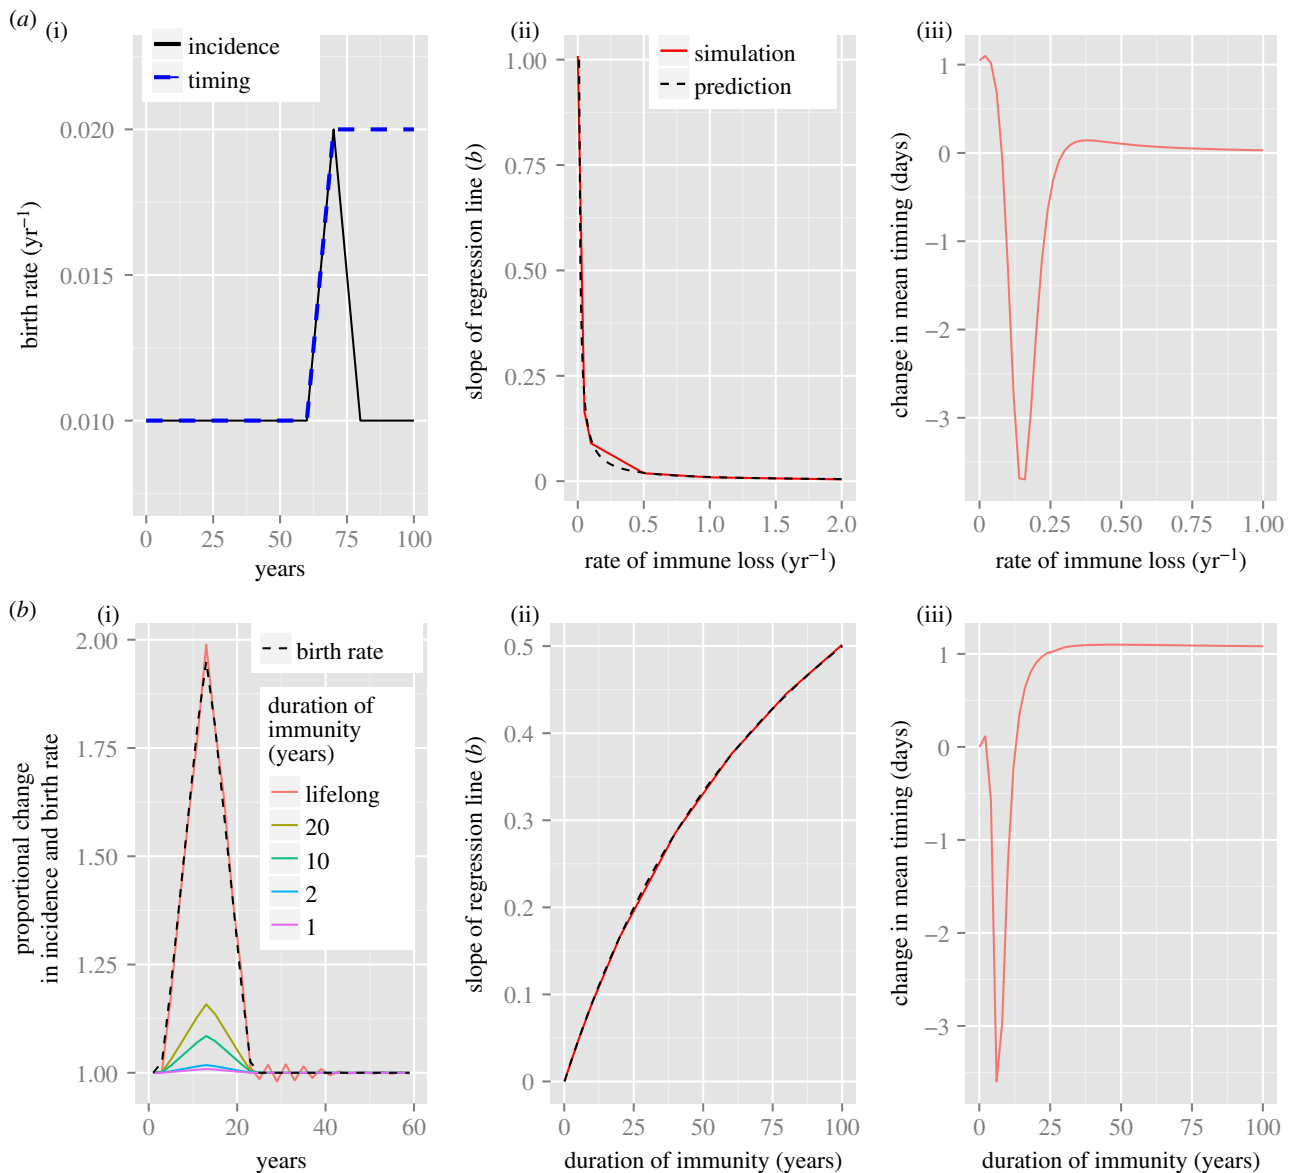 (a)
(i)
incidence
timing
0.020
0.015
0.010
birth rate (yr⁻¹)
0 25 50 75 100
years
(ii)
simulation
prediction
1.00
0.75
0.50
0.25
0
slope of regression line (b)
0 0.5 1.0 1.5 2.0
rate of immune loss (yr⁻¹)
(iii)
1
0
−1
−2
−3
change in mean timing (days)
0 0.25 0.50 0.75 1.00
rate of immune loss (yr⁻¹)
(b)
(i)
birth rate
duration of
immunity
(years)
lifelong
20
10
2
1
2.00
1.75
1.50
1.25
1.00
proportional change
in incidence and birth rate
0 20 40 60
years
(ii)
0.5
0.4
0.3
0.2
0.1
0
slope of regression line (b)
0 25 50 75 100
duration of immunity (years)
(iii)
1
0
−1
−2
−3
change in mean timing (days)
0 25 50 75 100
duration of immunity (years)